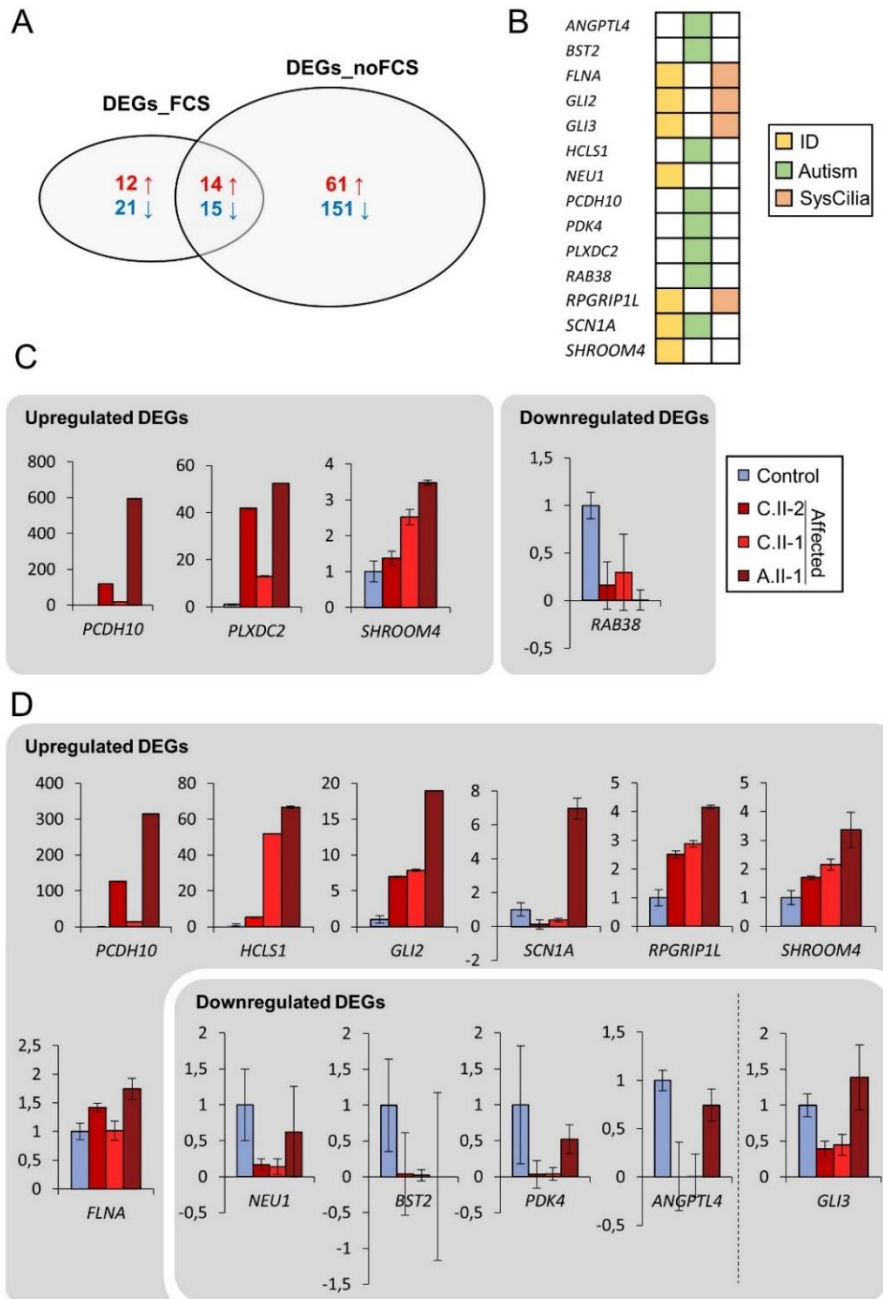 A
DEGs_FCS
DEGs_noFCS
12 ↑ 14 ↑ 61 ↑
21 ↓ 15 ↓ 151 ↓
B
ANGPTL4
BST2
FLNA
GLI2
GLI3
HCLS1
NEU1
PCDH10
PDK4
PLXDC2
RAB38
RPGRIP1L
SCN1A
SHROOM4
ID
Autism
SysCilia
C
Upregulated DEGs
800
600
400
200
0
PCDH10
60
40
20
0
PLXDC2
4
3
2
1
0
SHROOM4
Downregulated DEGs
1,5
1
0,5
0
-0,5
RAB38
Control
C.II-2
C.II-1
A.II-1
Affected
D
Upregulated DEGs
400
300
200
100
0
PCDH10
80
60
40
20
0
HCLS1
20
15
10
5
0
GLI2
8
6
4
2
0
-2
SCN1A
5
4
3
2
1
0
RPGRIP1L
5
4
3
2
1
0
SHROOM4
2,5
2
1,5
1
0,5
0
FLNA
Downregulated DEGs
2
1,5
1
0,5
0
-0,5
NEU1
2
1,5
1
0,5
0
-0,5
-1
-1,5
BST2
2
1,5
1
0,5
0
-0,5
PDK4
1,5
1
0,5
0
-0,5
ANGPTL4
2
1,5
1
0,5
0
GLI3